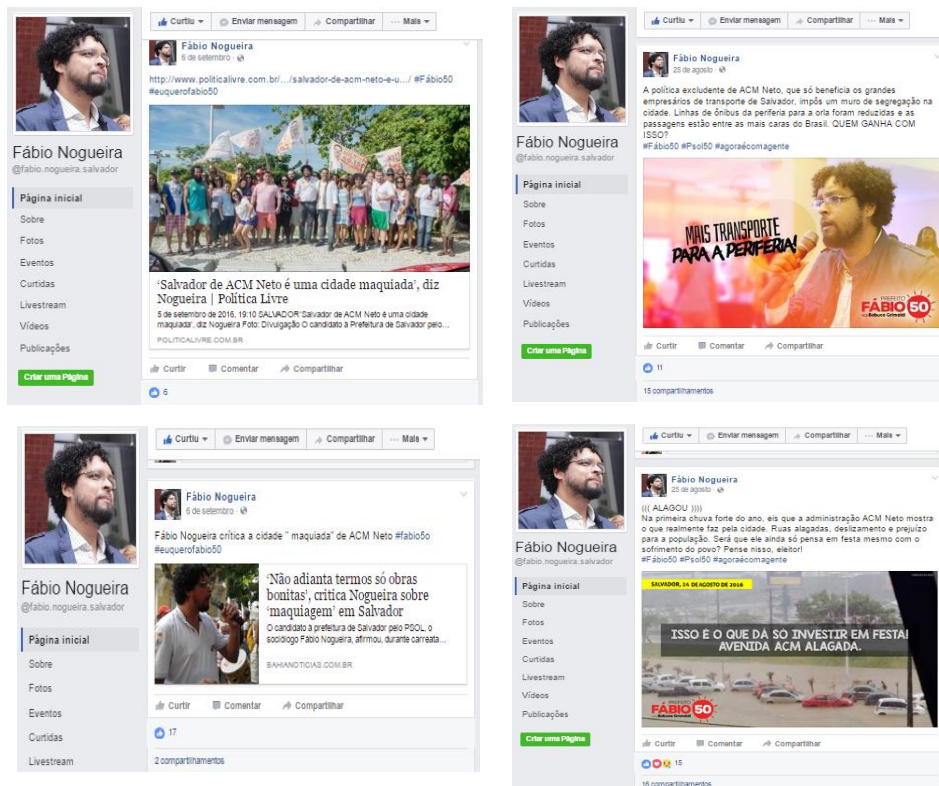 Curtiu Enviar mensagem Compartilhar ... Mais
Fábio Nogueira
6 de setembro
http://www.politicalivre.com.br/.../salvador-de-acm-neto-e-u.../ #Fábio50
#euquerofabio50
Fábio Nogueira
@fabio.nogueira.salvador
Página inicial
Sobre
Fotos
Eventos
Curtidas
Livestream
Vídeos
Publicações
Criar uma Página
'Salvador de ACM Neto é uma cidade maquiada', diz
Nogueira | Política Livre
5 de setembro de 2016, 19:10 SALVADOR'Salvador de ACM Neto é uma cidade
maquiada', diz Nogueira Foto: Divulgação O candidato à Prefeitura de Salvador pelo...
POLITICALIVRE.COM.BR
Curtir Comentar Compartilhar
6
Curtiu Enviar mensagem Compartilhar ... Mais
Fábio Nogueira
25 de agosto
A política excludente de ACM Neto, que só beneficia os grandes
empresários de transporte de Salvador, impôs um muro de segregação na
cidade. Linhas de ônibus da periferia para a orla foram reduzidas e as
passagens estão entre as mais caras do Brasil. QUEM GANHA COM
ISSO?
#Fábio50 #Psol50 #agoraécomagente
Fábio Nogueira
@fabio.nogueira.salvador
Página inicial
Sobre
Fotos
Eventos
Curtidas
Livestream
Vídeos
Publicações
Criar uma Página
MAIS TRANSPORTE
PARA A PERIFERIA!
PREFEITO
FÁBIO 50
Curtir Comentar Compartilhar
11
15 compartilhamentos
Curtiu Enviar mensagem Compartilhar ... Mais
Fábio Nogueira
6 de setembro
Fábio Nogueira crítica a cidade " maquiada" de ACM Neto #fabio5o
#euquerofabio50
Fábio Nogueira
@fabio.nogueira.salvador
Página inicial
Sobre
Fotos
Eventos
Curtidas
Livestream
'Não adianta termos só obras
bonitas', critica Nogueira sobre
'maquiagem' em Salvador
O candidato à prefeitura de Salvador pelo PSOL, o
sociólogo Fábio Nogueira, afirmou, durante carreata...
BAHIANOTICIAS.COM.BR
Curtir Comentar Compartilhar
17
2 compartilhamentos
Curtiu Enviar mensagem Compartilhar ... Mais
Fábio Nogueira
25 de agosto
((( ALAGOU ))))
Na primeira chuva forte do ano, eis que a administração ACM Neto mostra
o que realmente faz pela cidade. Ruas alagadas, deslizamento e prejuízo
para a população. Será que ele ainda só pensa em festa mesmo com o
sofrimento do povo? Pense nisso, eleitor!
#Fábio50 #Psol50 #agoraécomagente
Fábio Nogueira
@fabio.nogueira.salvador
Página inicial
Sobre
Fotos
Eventos
Curtidas
Livestream
Vídeos
Publicações
Criar uma Página
SALVADOR, 24 DE AGOSTO DE 2016
ISSO É O QUE DÁ SÓ INVESTIR EM FESTA!
AVENIDA ACM ALAGADA.
PREFEITO
FÁBIO 50
Curtir Comentar Compartilhar
15
16 compartilhamentos